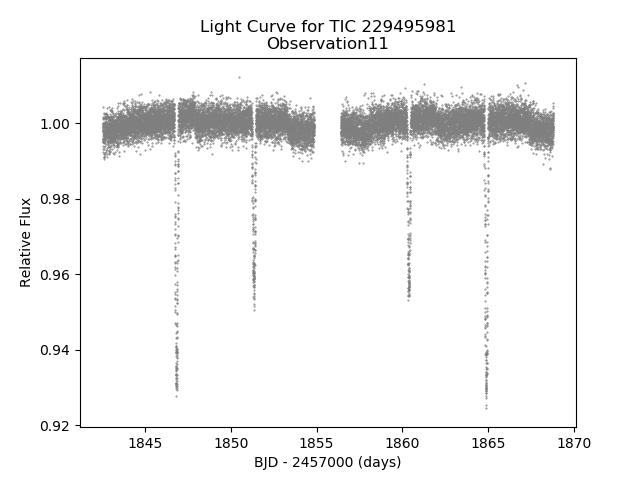 Light Curve for TIC 229495981
Observation11
1.00
0.98
0.96
0.94
0.92
Relative Flux
1845
1850
1855
1860
1865
1870
BJD - 2457000 (days)